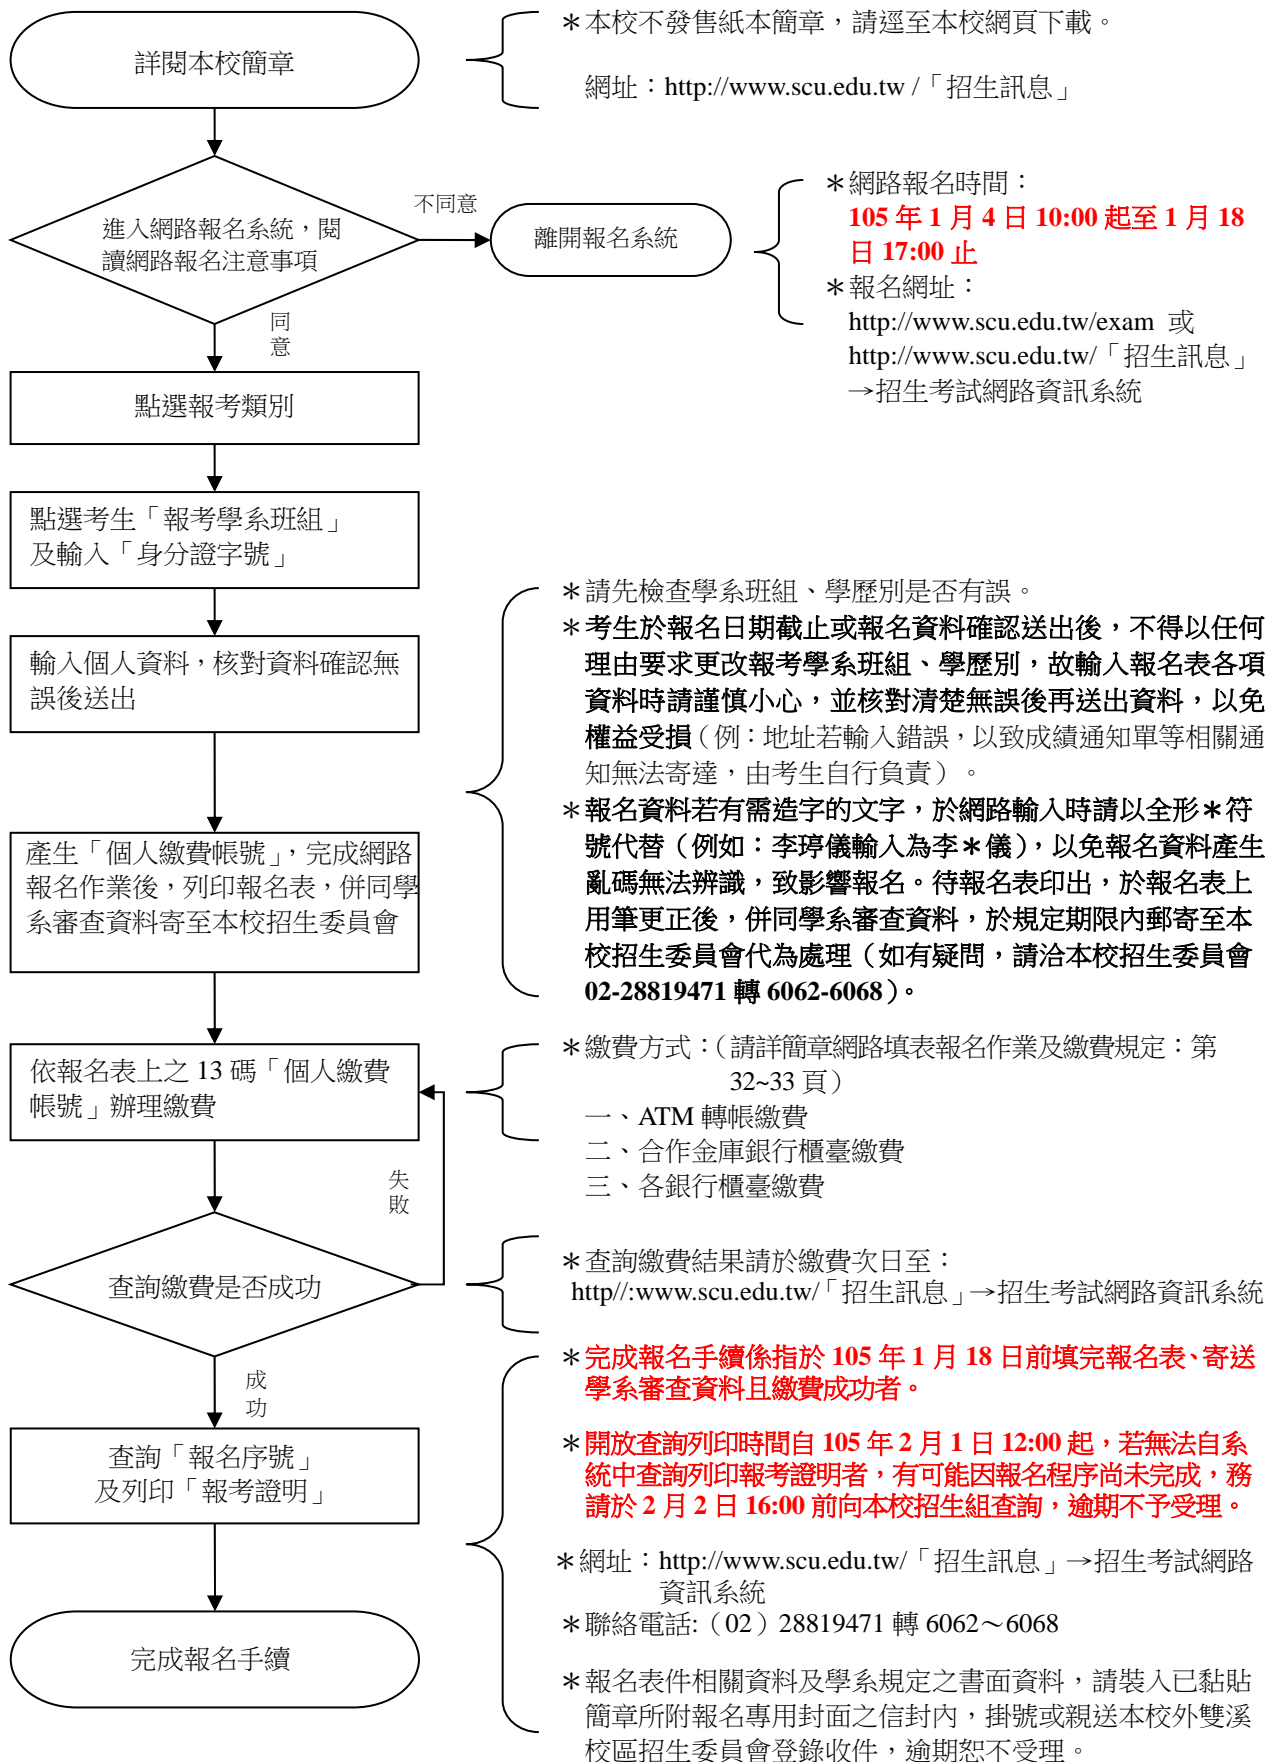 詳閱本校簡章
＊本校不發售紙本簡章，請逕至本校網頁下載。
網址：http://www.scu.edu.tw /「招生訊息」
進入網路報名系統，閱
讀網路報名注意事項
不同意
離開報名系統
＊網路報名時間：
105 年 1 月 4 日 10:00 起至 1 月 18
日 17:00 止
＊報名網址：
http://www.scu.edu.tw/exam 或
http://www.scu.edu.tw/「招生訊息」
→招生考試網路資訊系統
同
意
點選報考類別
點選考生「報考學系班組」
及輸入「身分證字號」
輸入個人資料，核對資料確認無
誤後送出
＊請先檢查學系班組、學歷別是否有誤。
＊考生於報名日期截止或報名資料確認送出後，不得以任何
理由要求更改報考學系班組、學歷別，故輸入報名表各項
資料時請謹慎小心，並核對清楚無誤後再送出資料，以免
權益受損（例：地址若輸入錯誤，以致成績通知單等相關通
知無法寄達，由考生自行負責）。
＊報名資料若有需造字的文字，於網路輸入時請以全形＊符
號代替（例如：李琤儀輸入為李＊儀），以免報名資料產生
亂碼無法辨識，致影響報名。待報名表印出，於報名表上
用筆更正後，併同學系審查資料，於規定期限內郵寄至本
校招生委員會代為處理（如有疑問，請洽本校招生委員會
02-28819471 轉 6062-6068）。
產生「個人繳費帳號」，完成網路
報名作業後，列印報名表，併同學
系審查資料寄至本校招生委員會
依報名表上之 13 碼「個人繳費
帳號」辦理繳費
＊繳費方式：（請詳簡章網路填表報名作業及繳費規定：第
32~33 頁）
一、ATM 轉帳繳費
二、合作金庫銀行櫃臺繳費
三、各銀行櫃臺繳費
失
敗
查詢繳費是否成功
＊查詢繳費結果請於繳費次日至：
http//:www.scu.edu.tw/「招生訊息」→招生考試網路資訊系統
成
功
＊完成報名手續係指於 105 年 1 月 18 日前填完報名表、寄送
學系審查資料且繳費成功者。
查詢「報名序號」
及列印「報考證明」
＊開放查詢列印時間自 105 年 2 月 1 日 12:00 起，若無法自系
統中查詢列印報考證明者，有可能因報名程序尚未完成，務
請於 2 月 2 日 16:00 前向本校招生組查詢，逾期不予受理。
＊網址：http://www.scu.edu.tw/「招生訊息」→招生考試網路
資訊系統
＊聯絡電話:（02）28819471 轉 6062～6068
完成報名手續
＊報名表件相關資料及學系規定之書面資料，請裝入已黏貼
簡章所附報名專用封面之信封內，掛號或親送本校外雙溪
校區招生委員會登錄收件，逾期恕不受理。